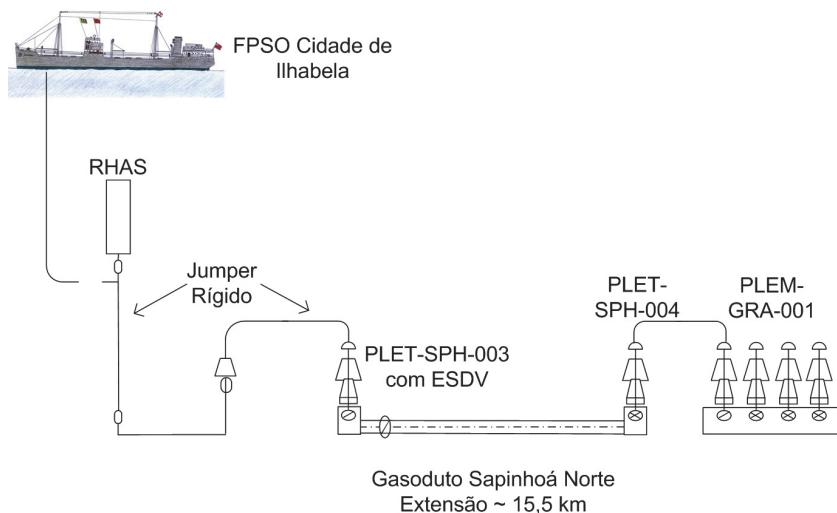 FPSO Cidade de
Ilhabela
RHAS
Jumper
Rígido
PLET-SPH-003
com ESDV
PLET-
SPH-004
PLEM-
GRA-001
Gasoduto Sapinhoá Norte
Extensão ~ 15,5 km